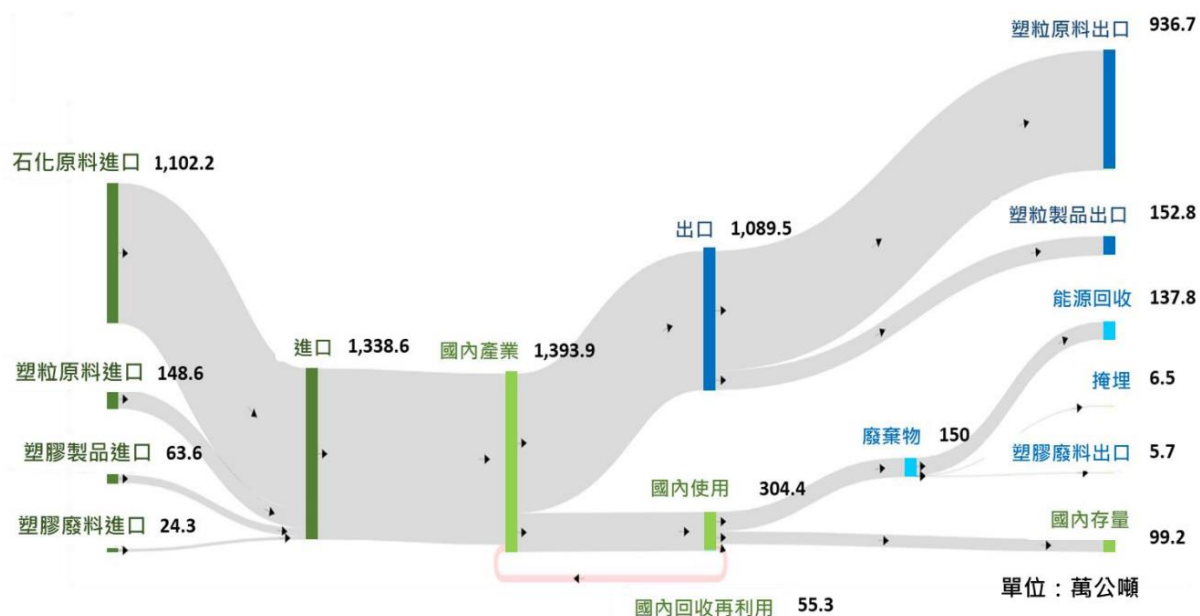 塑粒原料出口 936.7
石化原料進口 1,102.2
塑粒製品出口 152.8
出口 1,089.5
能源回收 137.8
進口 1,338.6
國內產業 1,393.9
塑粒原料進口 148.6
掩埋 6.5
廢棄物 150
塑膠製品進口 63.6
塑膠廢料出口 5.7
國內使用 304.4
塑膠廢料進口 24.3
國內存量 99.2
單位：萬公噸
國內回收再利用 55.3